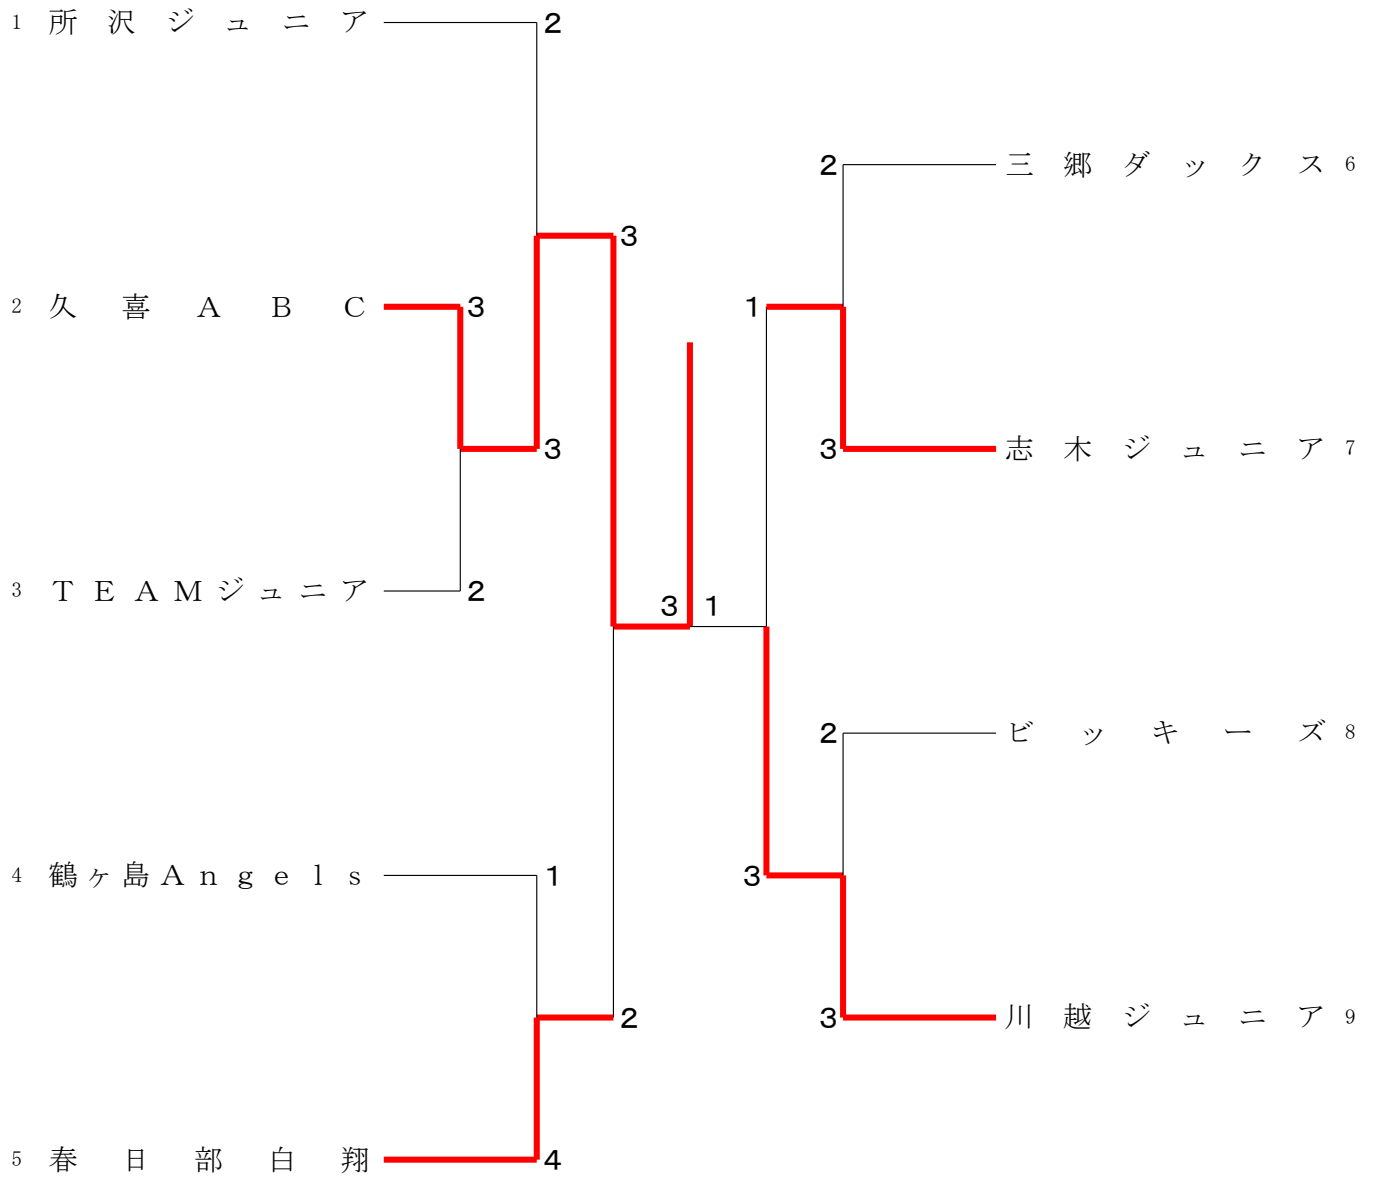 1 所沢ジュニア 2
2 三郷ダックス 6
3
2 久喜ABC 3
1
3
3 志木ジュニア 7
3 TEAMジュニア 2
3 1
2 ビッキーズ 8
4 鶴ヶ島Angels 1
3
2
3 川越ジュニア 9
5 春日部白翔 4